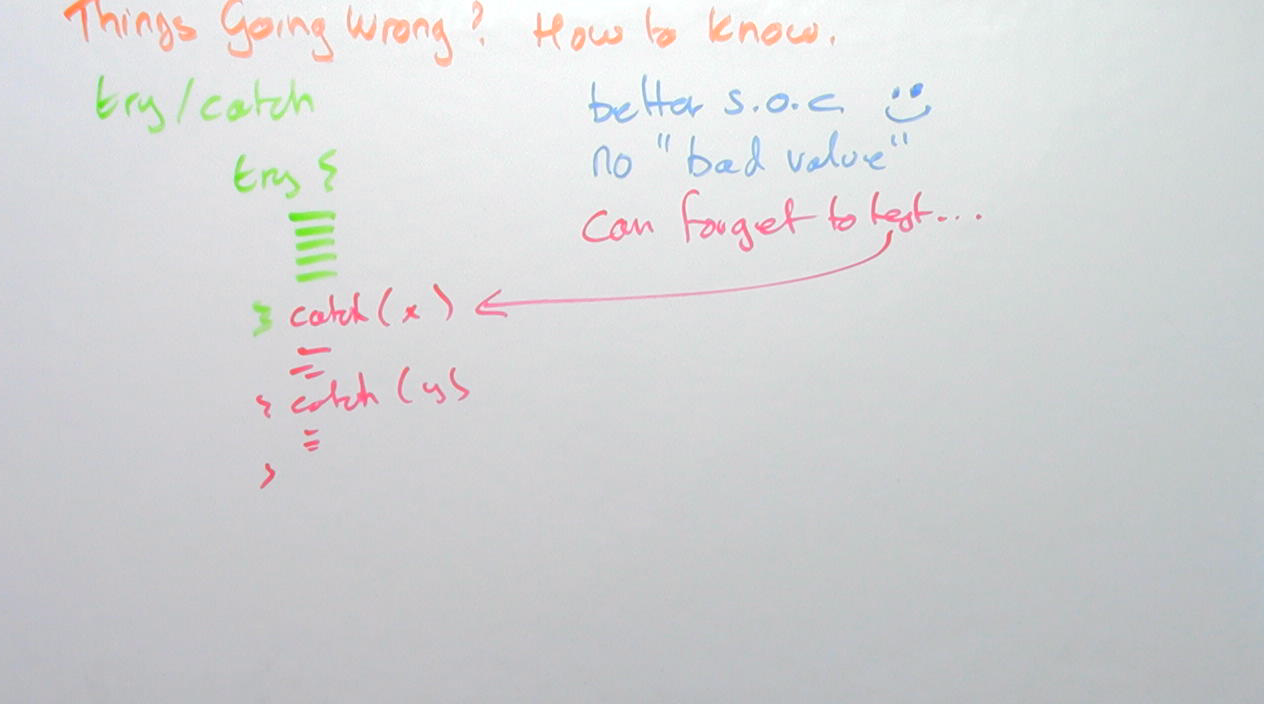 Things Going Wrong? How to know.
try/catch
better s.o.c.
no "bad value"
try {
can forget to test...
} catch (x)
} catch (y)
}